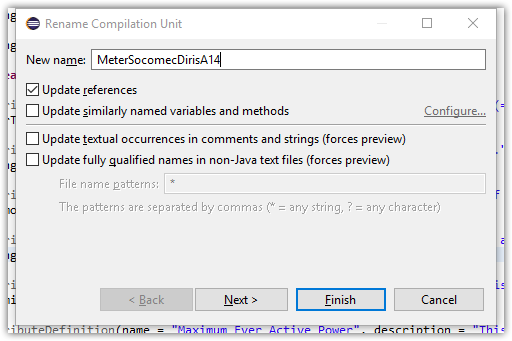 Rename Compilation Unit
New name: MeterSocomecDirisA14
Update references
Update similarly named variables and methods Configure...
Update textual occurrences in comments and strings (forces preview)
Update fully qualified names in non-Java text files (forces preview)
File name patterns: *
The patterns are separated by commas (* = any string, ? = any character)
< Back Next > Finish Cancel
ributeDefinition(name = "Maximum Ever Active Power", description = "This